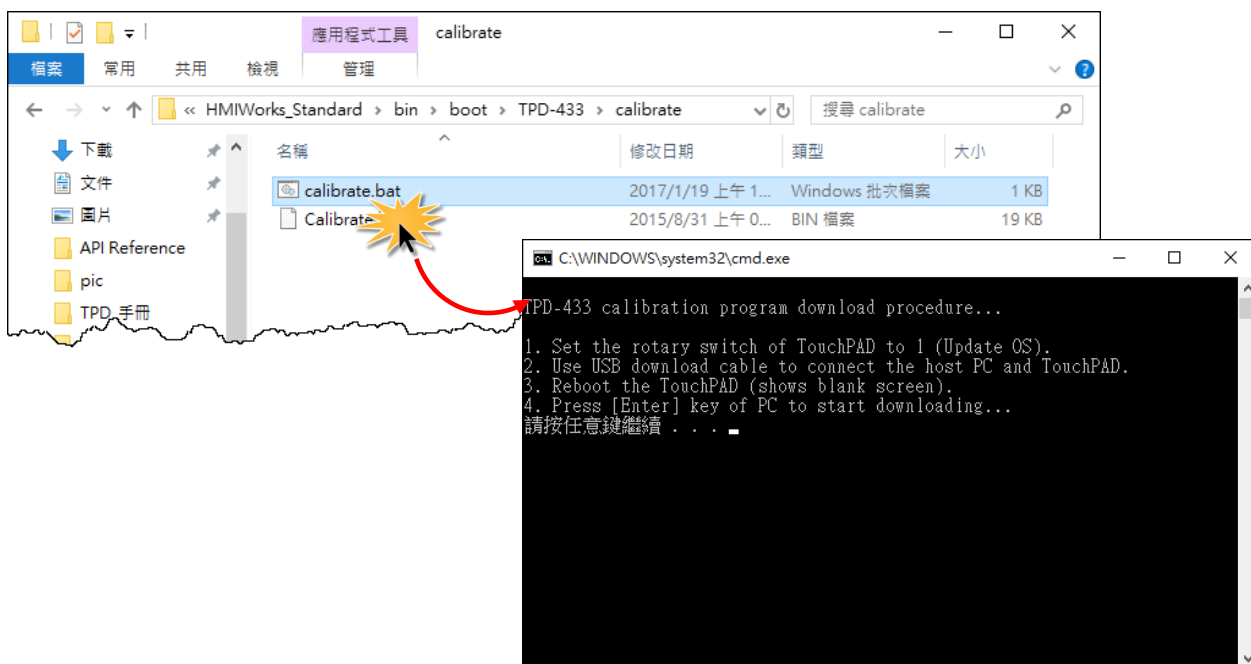 應用程式工具 calibrate
檔案 常用 共用 檢視 管理
« HMIWorks_Standard › bin › boot › TPD-433 › calibrate 搜尋 calibrate
名稱 修改日期 類型 大小
下載
文件
圖片
API Reference
pic
TPD_手冊
calibrate.bat 2017/1/19 上午 1... Windows 批次檔案 1 KB
Calibrate 2015/8/31 上午 0... BIN 檔案 19 KB
C:\WINDOWS\system32\cmd.exe
TPD-433 calibration program download procedure...
1. Set the rotary switch of TouchPAD to 1 (Update OS).
2. Use USB download cable to connect the host PC and TouchPAD.
3. Reboot the TouchPAD (shows blank screen).
4. Press [Enter] key of PC to start downloading...
請按任意鍵繼續 . . .